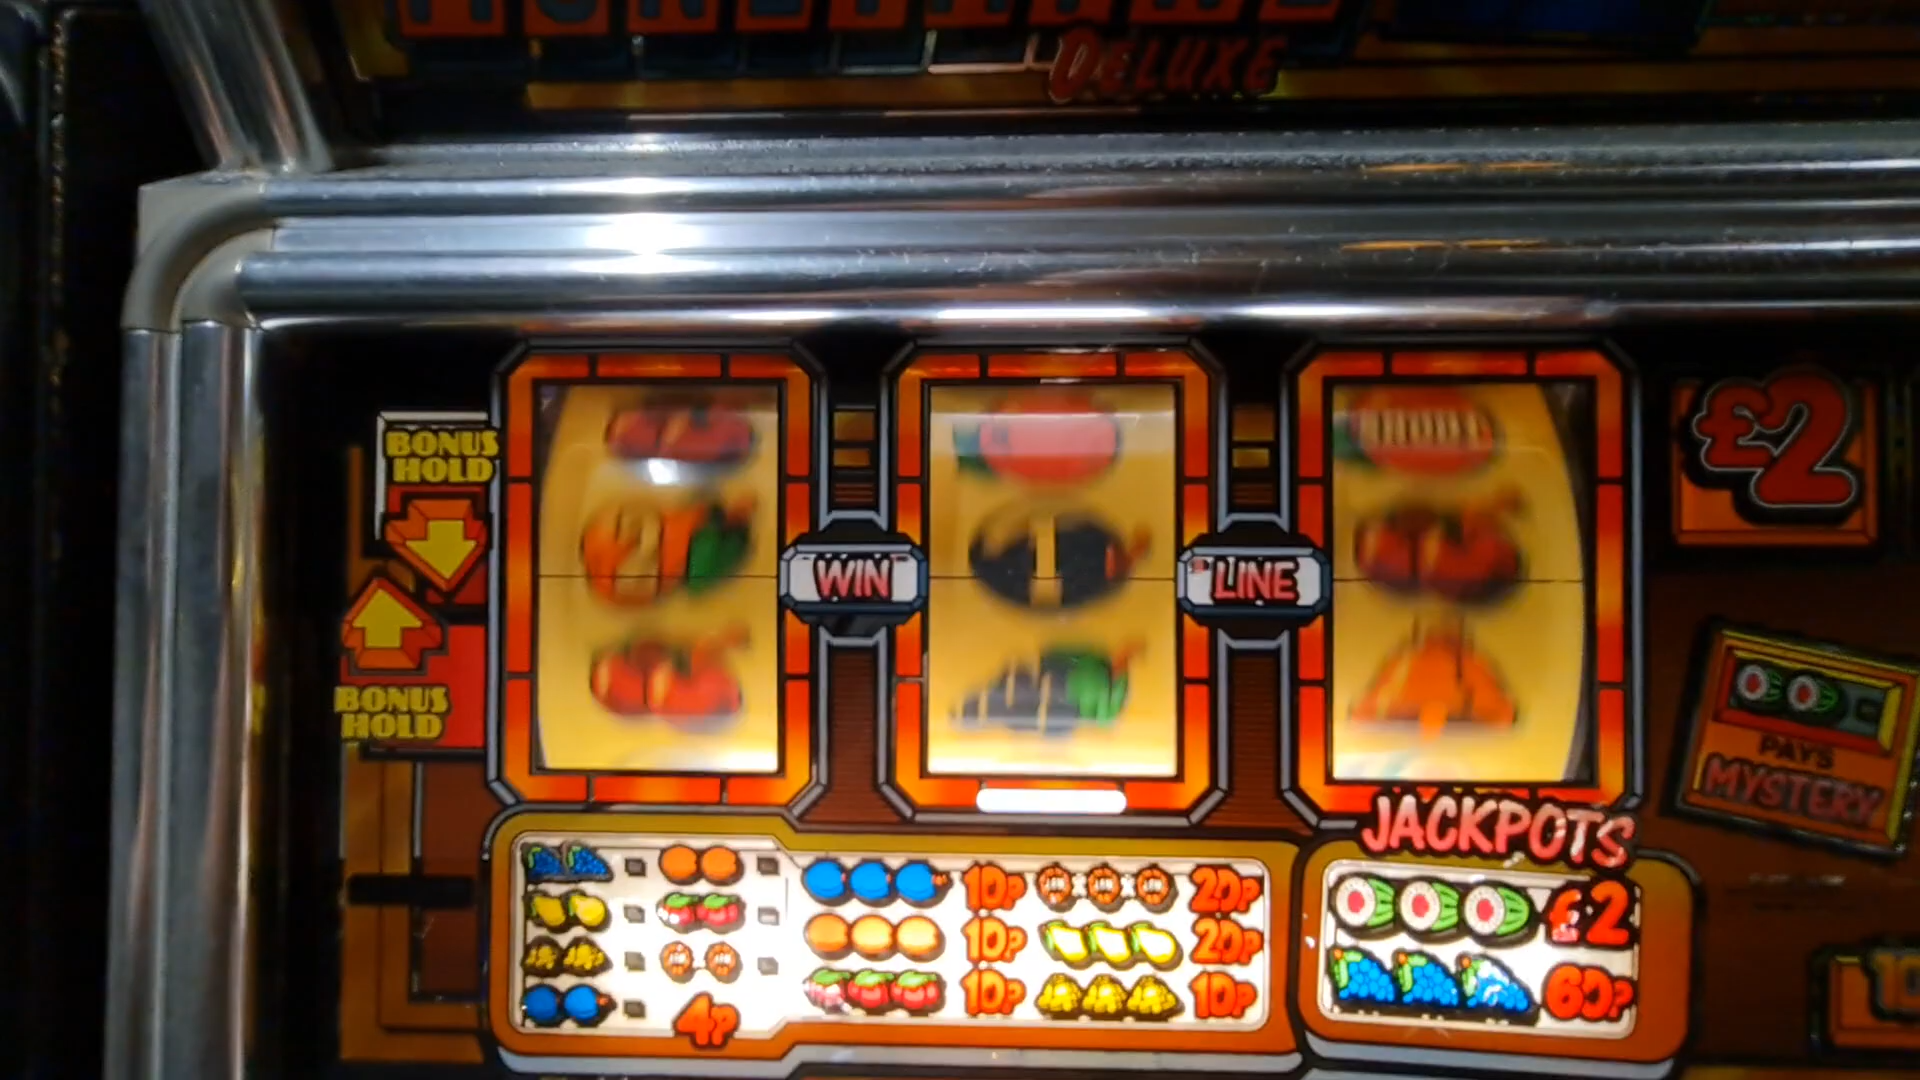 DELUXE
£2
BONUS
HOLD
WIN
LINE
BONUS
HOLD
PAYS
MYSTERY
JACKPOTS
10P
20P
£2
10P
20P
60P
10P
10P
4P